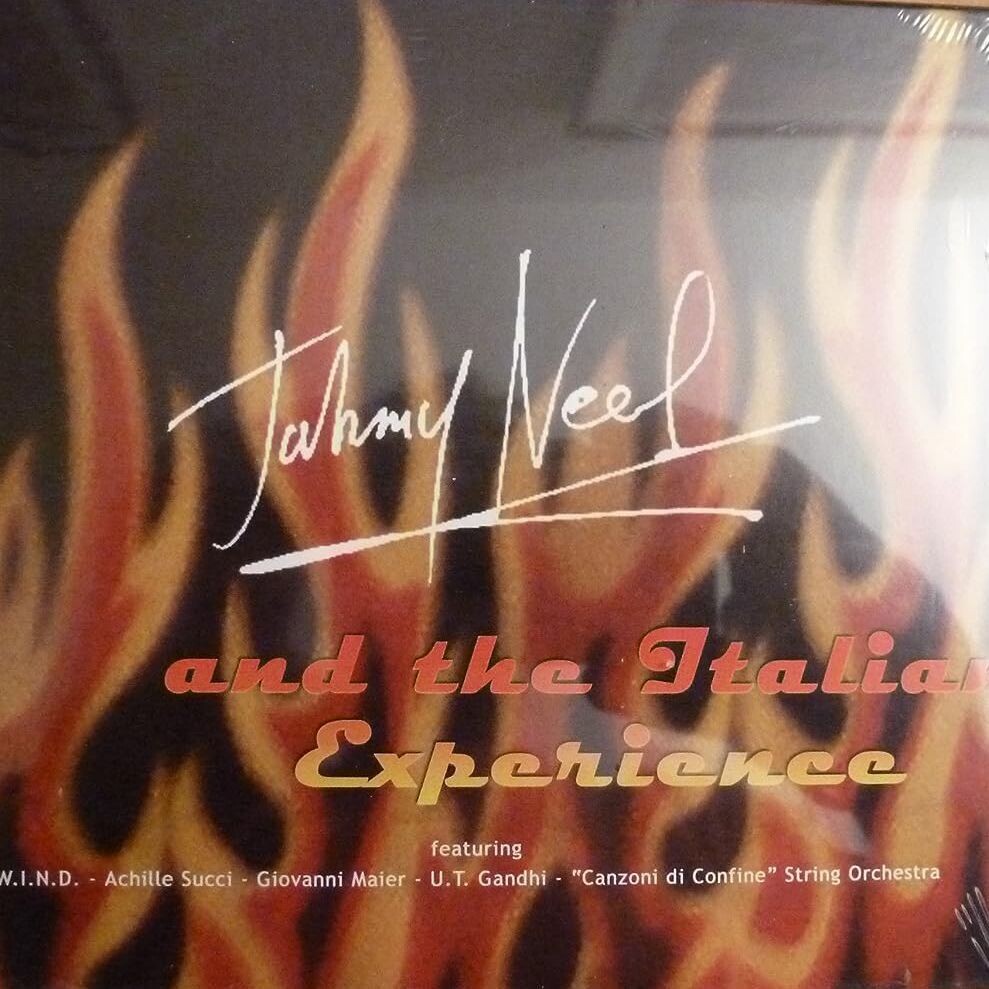 Johnny Neel
and the Italian
Experience
featuring
W.I.N.D. - Achille Succi - Giovanni Maier - U.T. Gandhi - "Canzoni di Confine" String Orchestra